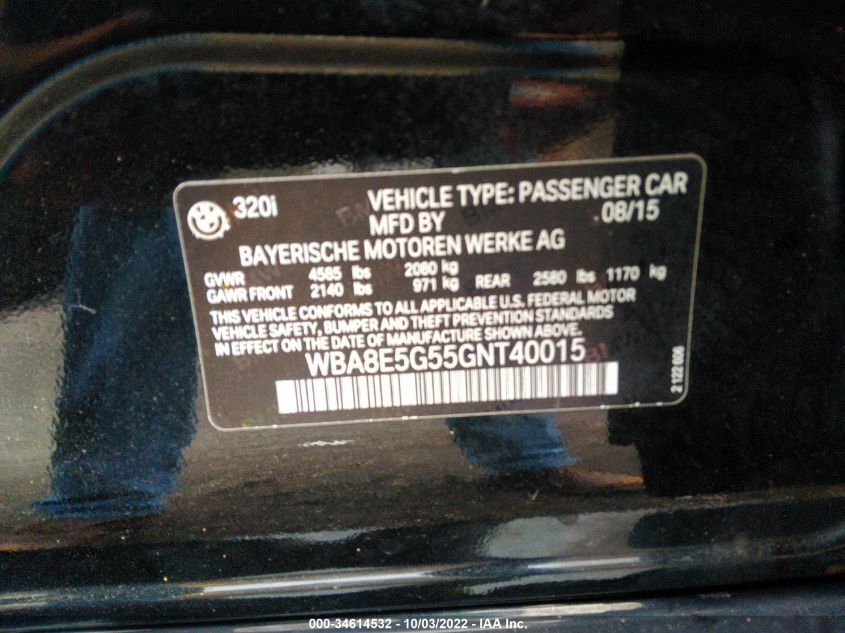 320i VEHICLE TYPE: PASSENGER CAR
MFD BY 08/15
BAYERISCHE MOTOREN WERKE AG
GVWR 4585 lbs 2080 kg
GAWR FRONT 2140 lbs 971 kg REAR 2580 lbs 1170 kg
THIS VEHICLE CONFORMS TO ALL APPLICABLE U.S. FEDERAL MOTOR
VEHICLE SAFETY, BUMPER AND THEFT PREVENTION STANDARDS
IN EFFECT ON THE DATE OF MANUFACTURE SHOWN ABOVE.
WBA8E5G55GNT40015
2 122 006
000-34614532 - 10/03/2022 - IAA Inc.